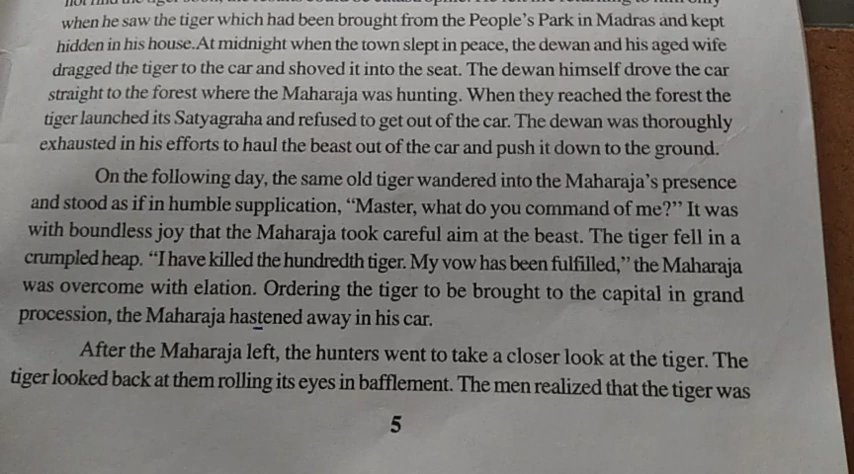 when he saw the tiger which had been brought from the People's Park in Madras and kept
hidden in his house.At midnight when the town slept in peace, the dewan and his aged wife
dragged the tiger to the car and shoved it into the seat. The dewan himself drove the car
straight to the forest where the Maharaja was hunting. When they reached the forest the
tiger launched its Satyagraha and refused to get out of the car. The dewan was thoroughly
exhausted in his efforts to haul the beast out of the car and push it down to the ground.
On the following day, the same old tiger wandered into the Maharaja's presence
and stood as if in humble supplication, “Master, what do you command of me?” It was
with boundless joy that the Maharaja took careful aim at the beast. The tiger fell in a
crumpled heap. “I have killed the hundredth tiger. My vow has been fulfilled,” the Maharaja
was overcome with elation. Ordering the tiger to be brought to the capital in grand
procession, the Maharaja hastened away in his car.
After the Maharaja left, the hunters went to take a closer look at the tiger. The
tiger looked back at them rolling its eyes in bafflement. The men realized that the tiger was
5